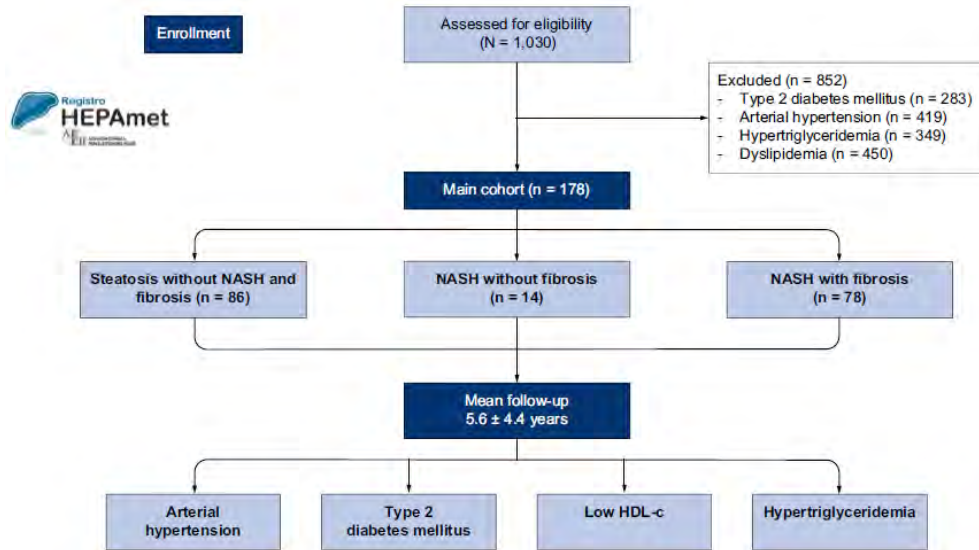 Enrollment
Assessed for eligibility
(N = 1,030)
Registro
HEPAmet
Excluded (n = 852)
- Type 2 diabetes mellitus (n = 283)
- Arterial hypertension (n = 419)
- Hypertriglyceridemia (n = 349)
- Dyslipidemia (n = 450)
Main cohort (n = 178)
Steatosis without NASH and
fibrosis (n = 86)
NASH without fibrosis
(n = 14)
NASH with fibrosis
(n = 78)
Mean follow-up
5.6 ± 4.4 years
Arterial
hypertension
Type 2
diabetes mellitus
Low HDL-c
Hypertriglyceridemia